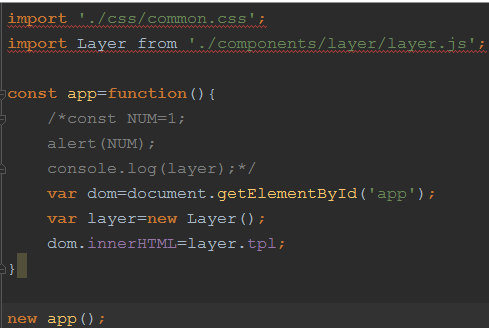 import './css/common.css';
import Layer from './components/layer/layer.js';
const app=function(){
/*const NUM=1;
alert(NUM);
console.log(layer);*/
var dom=document.getElementById('app');
var layer=new Layer();
dom.innerHTML=layer.tpl;
}
new app();